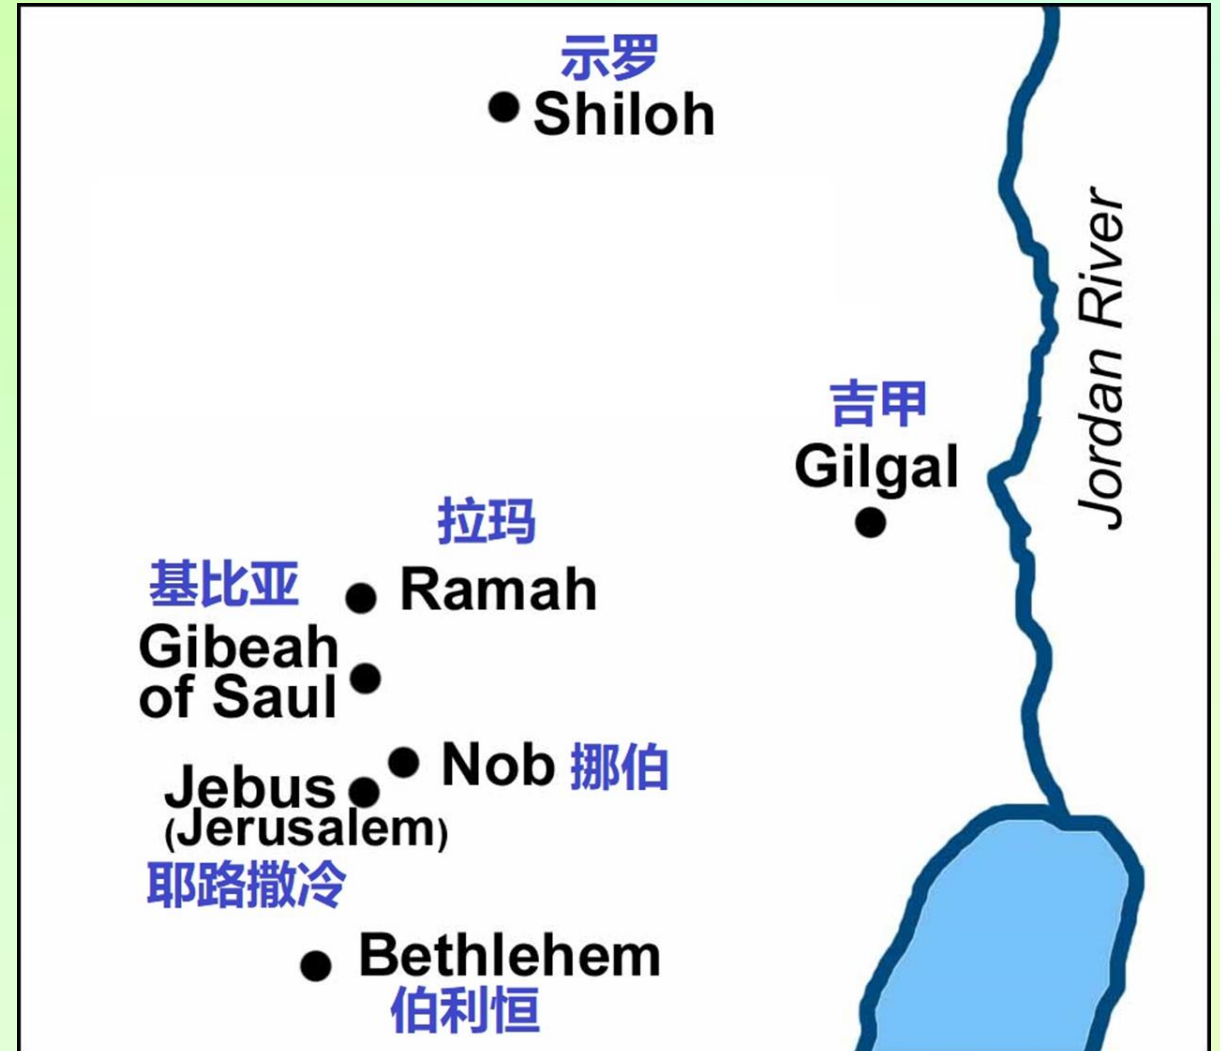 示罗
Shiloh
Jordan River
吉甲
Gilgal
拉玛
Ramah
基比亚
Gibeah
of Saul
Nob 挪伯
Jebus
(Jerusalem)
耶路撒冷
Bethlehem
伯利恒